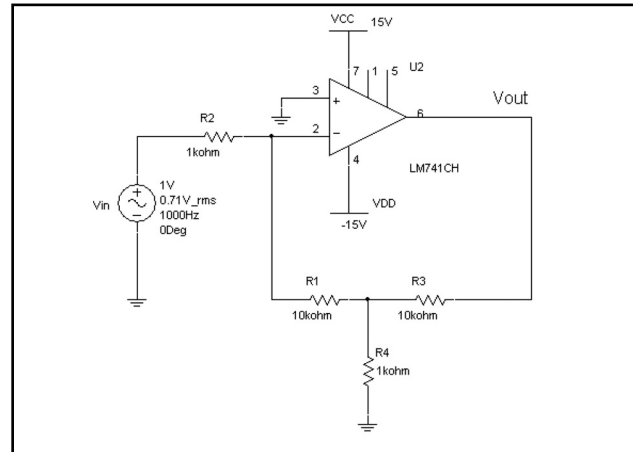 VCC 15V
7 1 5 U2
3
+
2
−
6
Vout
4
LM741CH
VDD
-15V
R2
1kohm
Vin
+
−
1V
0.71V_rms
1000Hz
0Deg
R1
10kohm
R3
10kohm
R4
1kohm